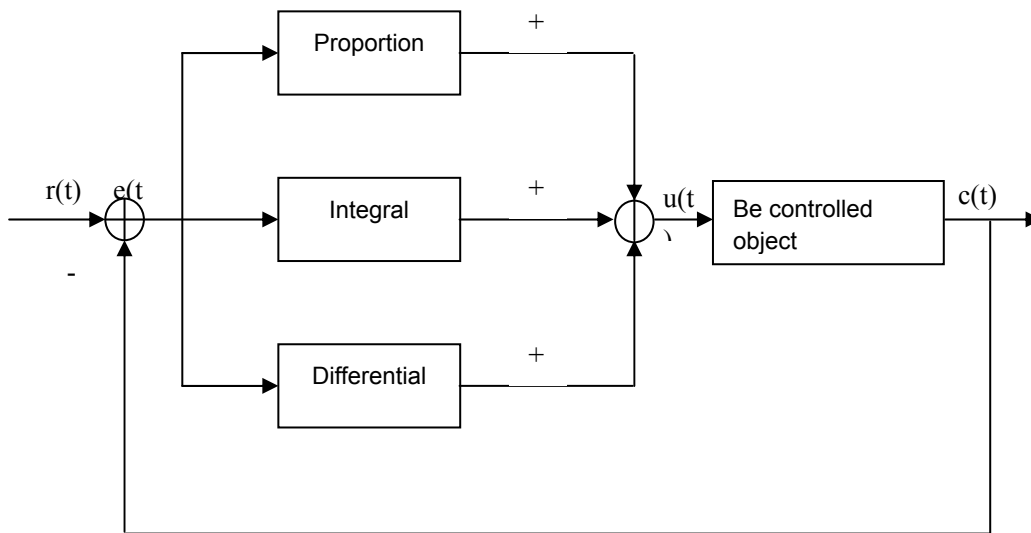 Proportion
+
r(t)
e(t
Integral
+
u(t
)
Be controlled
object
c(t)
-
Differential
+